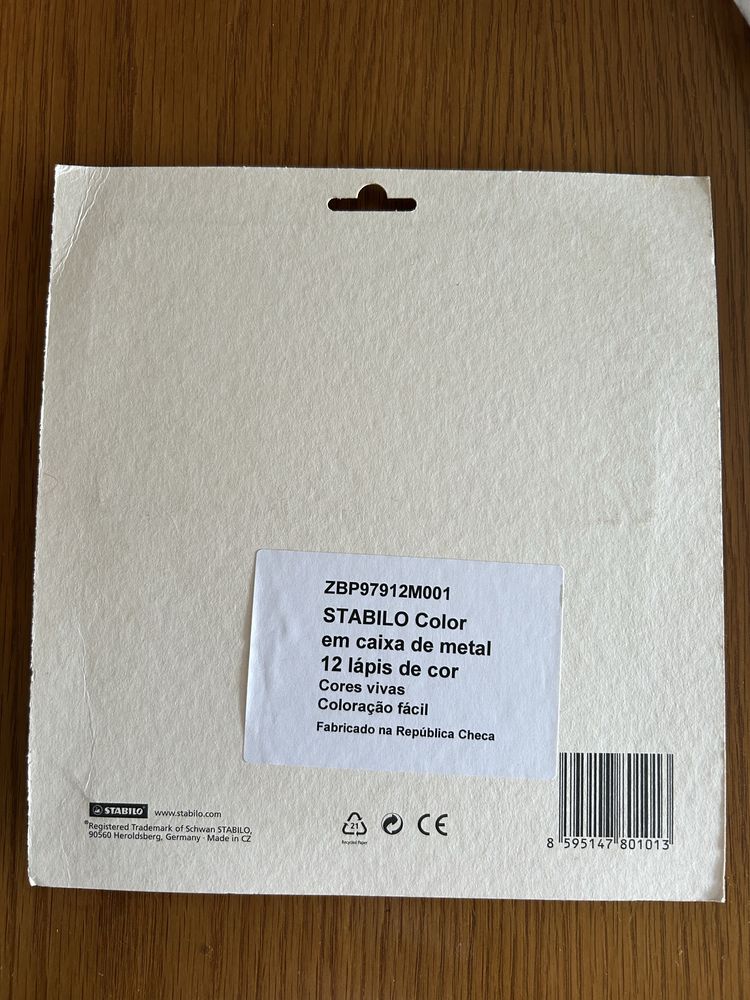 ZBP97912M001
STABILO Color
em caixa de metal
12 lápis de cor
Cores vivas
Coloração fácil
Fabricado na República Checa
STABILO® www.stabilo.com
®Registered Trademark of Schwan STABILO,
90560 Heroldsberg, Germany · Made in CZ
21
Recycled Paper
CE
8 595147 801013